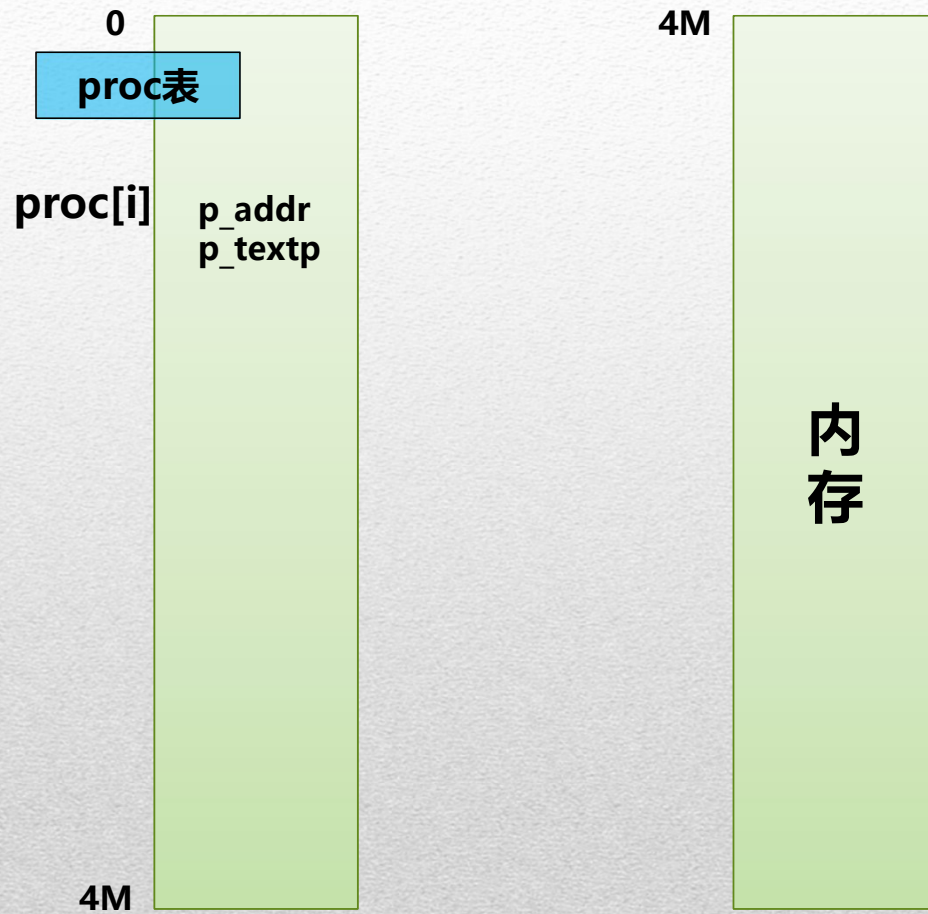 0
proc表
proc[i]
p_addr
p_textp
4M
4M
内
存